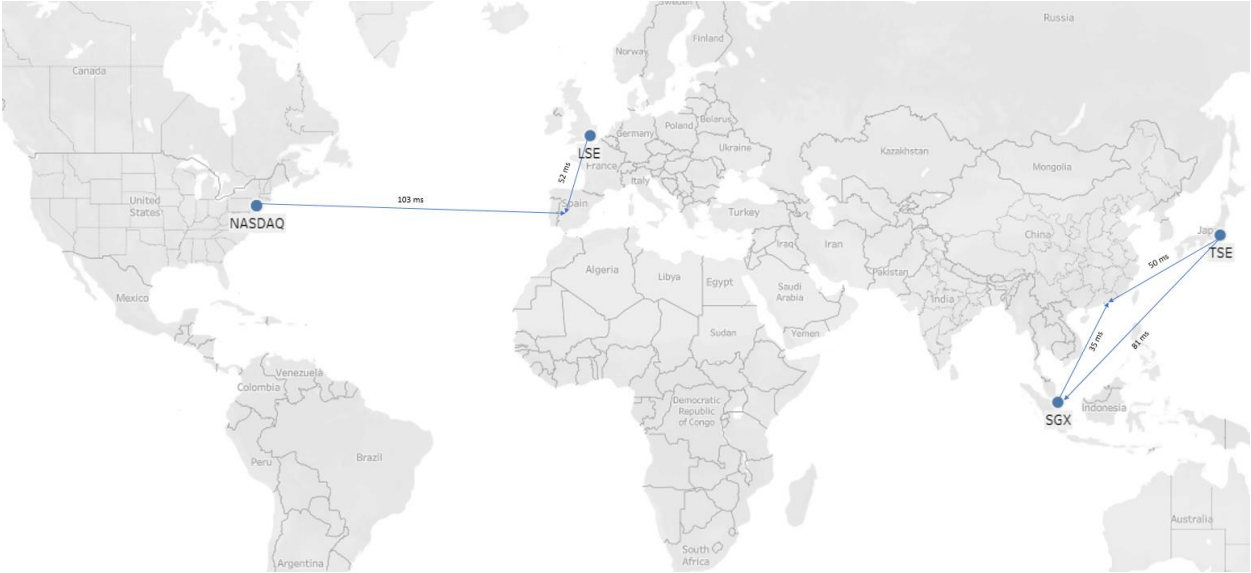 Sweden
Russia
Norway
Finland
Canada
Belarus
Poland
Germany
LSE
Ukraine
Kazakhstan
France
Mongolia
52 ms
Italy
103 ms
United
States
Spain
NASDAQ
Turkey
Jap
China
TSE
Iraq
Iran
50 ms
Algeria
Libya
Egypt
Pakistan
Saudi
Arabia
Mexico
India
Sudan
Yemen
35 ms
81 ms
Venezuela
Colombia
Democratic
Republic
of Congo
Indonesia
SGX
Peru
Brazil
Australia
South
Africa
Argentina